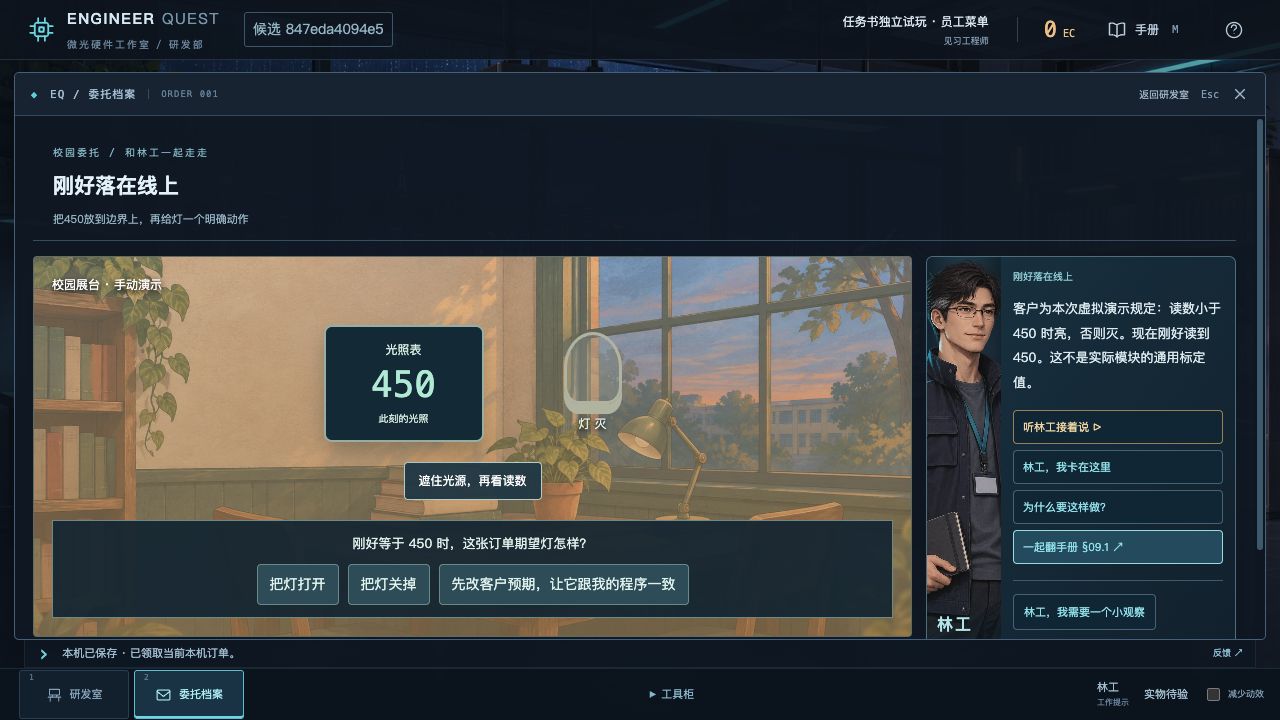 ENGINEER QUEST
微光硬件工作室 / 研发部
候选 847eda4094e5
任务书独立试玩 · 员工菜单
见习工程师
0 EC
手册 M
EQ / 委托档案
ORDER 001
返回研发室 Esc
校园委托 / 和林工一起走走
刚好落在线上
把450放到边界上，再给灯一个明确动作
校园展台 · 手动演示
光照表
450
此刻的光照
灯 灭
遮住光源，再看读数
刚好等于 450 时，这张订单期望灯怎样?
把灯打开
把灯关掉
先改客户预期，让它跟我的程序一致
刚好落在线上
客户为本次虚拟演示规定：读数小于
450 时亮，否则灭。现在刚好读到
450。这不是实际模块的通用标定
值。
听林工接着说 ▷
林工，我卡在这里
为什么要这样做?
一起翻手册 §09.1 ↗
林工，我需要一个小观察
林工
本机已保存 · 已领取当前本机订单。
反馈 ↗
1 研发室
2 委托档案
▶ 工具柜
林工
工作提示
实物待验
减少动效